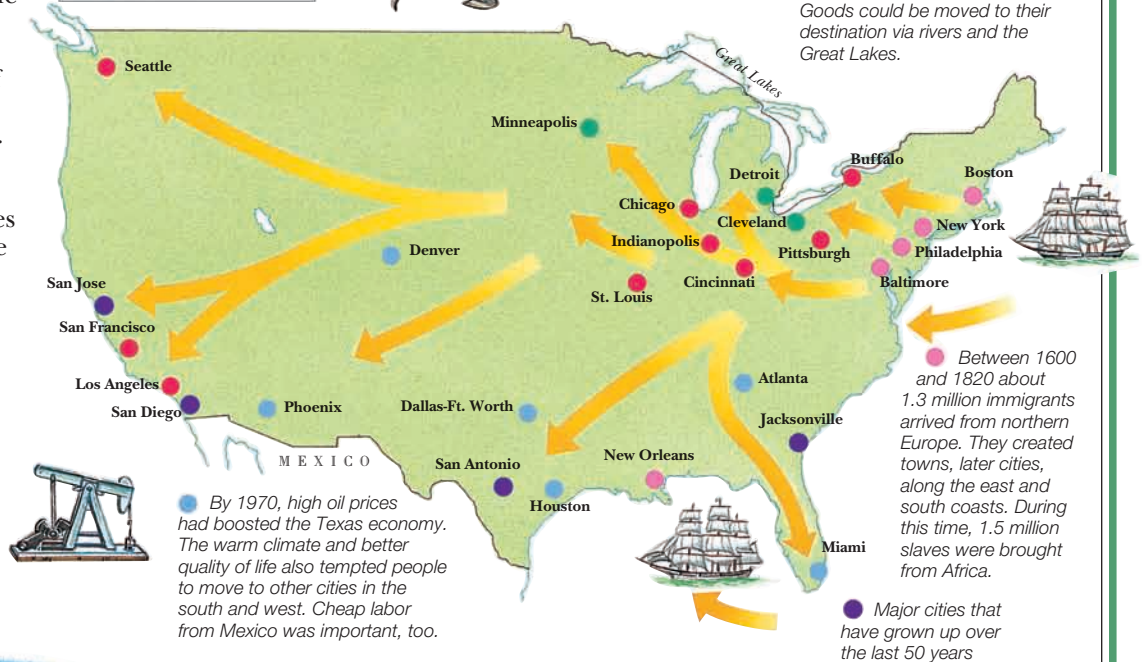 Goods could be moved to their
destination via rivers and the
Great Lakes.
Great Lakes
Seattle
Minneapolis
Buffalo
Detroit
Boston
Chicago
Cleveland
New York
Indianopolis
Pittsburgh
Philadelphia
Denver
Cincinnati
Baltimore
St. Louis
San Jose
San Francisco
Los Angeles
San Diego
Phoenix
Dallas-Ft. Worth
Atlanta
Jacksonville
MEXICO
San Antonio
New Orleans
Houston
Miami
Between 1600
and 1820 about
1.3 million immigrants
arrived from northern
Europe. They created
towns, later cities,
along the east and
south coasts. During
this time, 1.5 million
slaves were brought
from Africa.
By 1970, high oil prices
had boosted the Texas economy.
The warm climate and better
quality of life also tempted people
to move to other cities in the
south and west. Cheap labor
from Mexico was important, too.
Major cities that
have grown up over
the last 50 years